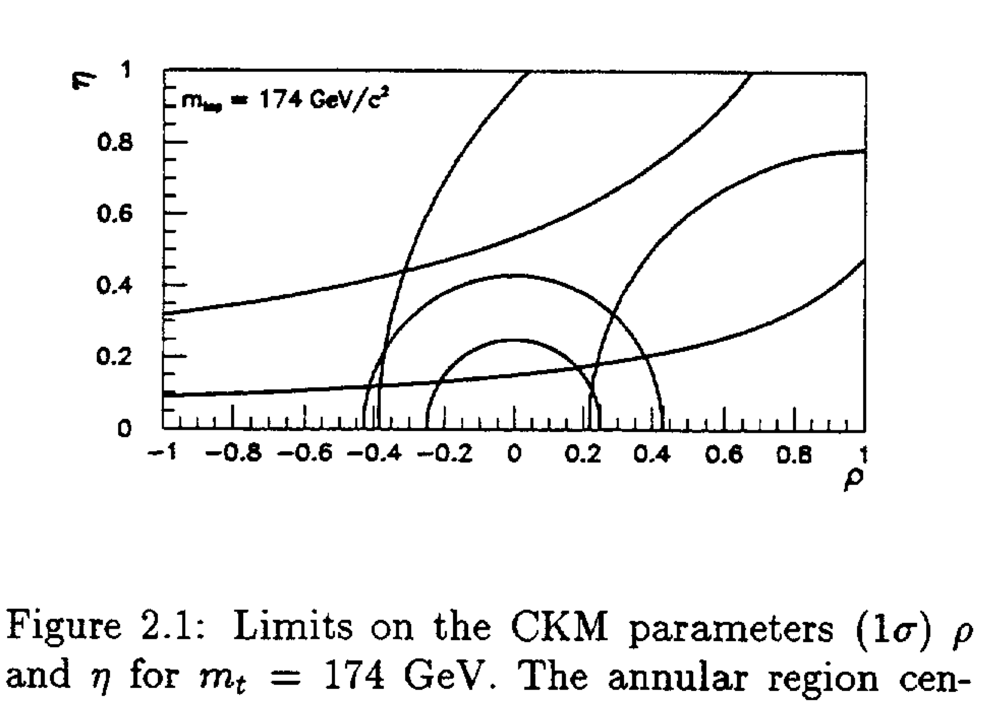 η 1
m = 174 GeV/c²
0.8
0.6
0.4
0.2
0
−1 −0.8 −0.6 −0.4 −0.2 0 0.2 0.4 0.6 0.8 1
ρ
Figure 2.1: Limits on the CKM parameters (1σ) ρ
and η for mₜ = 174 GeV. The annular region cen-